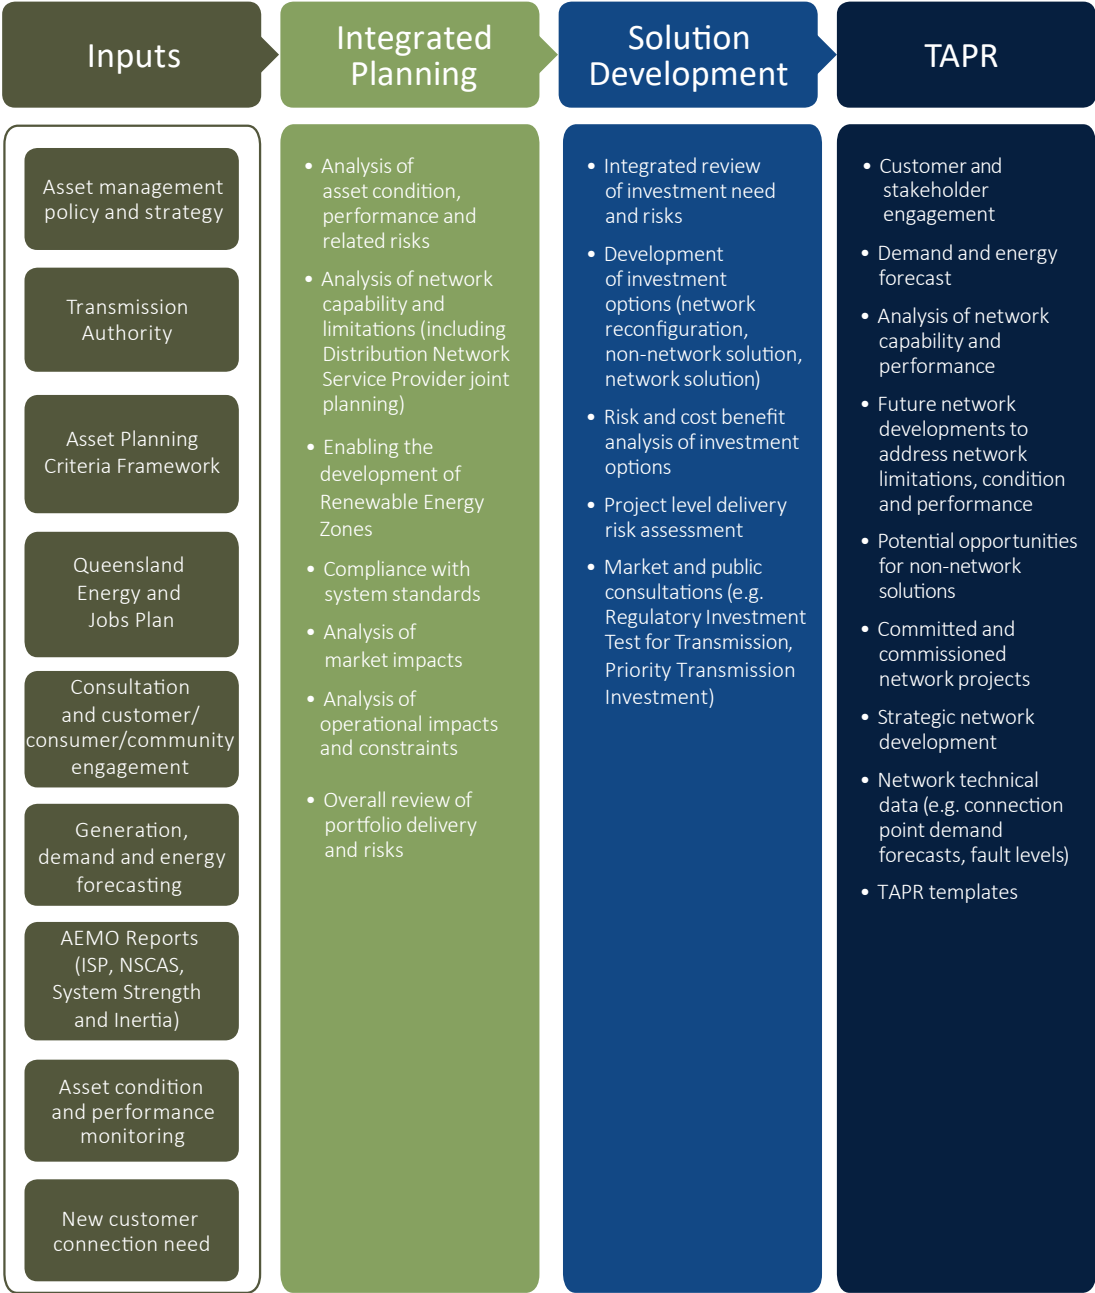 Inputs
Integrated
Planning
Solution
Development
TAPR
Asset management
policy and strategy
Transmission
Authority
Asset Planning
Criteria Framework
Queensland
Energy and
Jobs Plan
Consultation
and customer/
consumer/community
engagement
Generation,
demand and energy
forecasting
AEMO Reports
(ISP, NSCAS,
System Strength
and Inertia)
Asset condition
and performance
monitoring
New customer
connection need
• Analysis of
asset condition,
performance and
related risks
• Analysis of network
capability and
limitations (including
Distribution Network
Service Provider joint
planning)
• Enabling the
development of
Renewable Energy
Zones
• Compliance with
system standards
• Analysis of
market impacts
• Analysis of
operational impacts
and constraints
• Overall review of
portfolio delivery
and risks
• Integrated review
of investment need
and risks
• Development
of investment
options (network
reconfiguration,
non-network solution,
network solution)
• Risk and cost benefit
analysis of investment
options
• Project level delivery
risk assessment
• Market and public
consultations (e.g.
Regulatory Investment
Test for Transmission,
Priority Transmission
Investment)
• Customer and
stakeholder
engagement
• Demand and energy
forecast
• Analysis of network
capability and
performance
• Future network
developments to
address network
limitations, condition
and performance
• Potential opportunities
for non-network
solutions
• Committed and
commissioned
network projects
• Strategic network
development
• Network technical
data (e.g. connection
point demand
forecasts, fault levels)
• TAPR templates